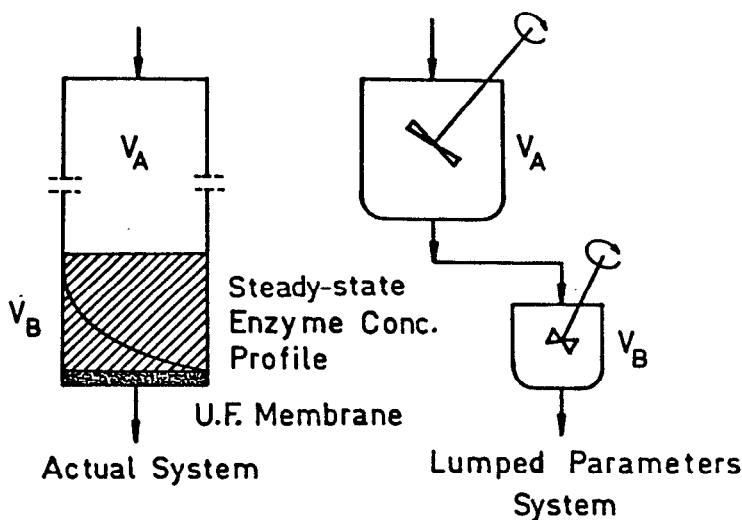 V_A
V_B
Steady-state
Enzyme Conc.
Profile
U.F. Membrane
Actual System
V_A
V_B
Lumped Parameters
System